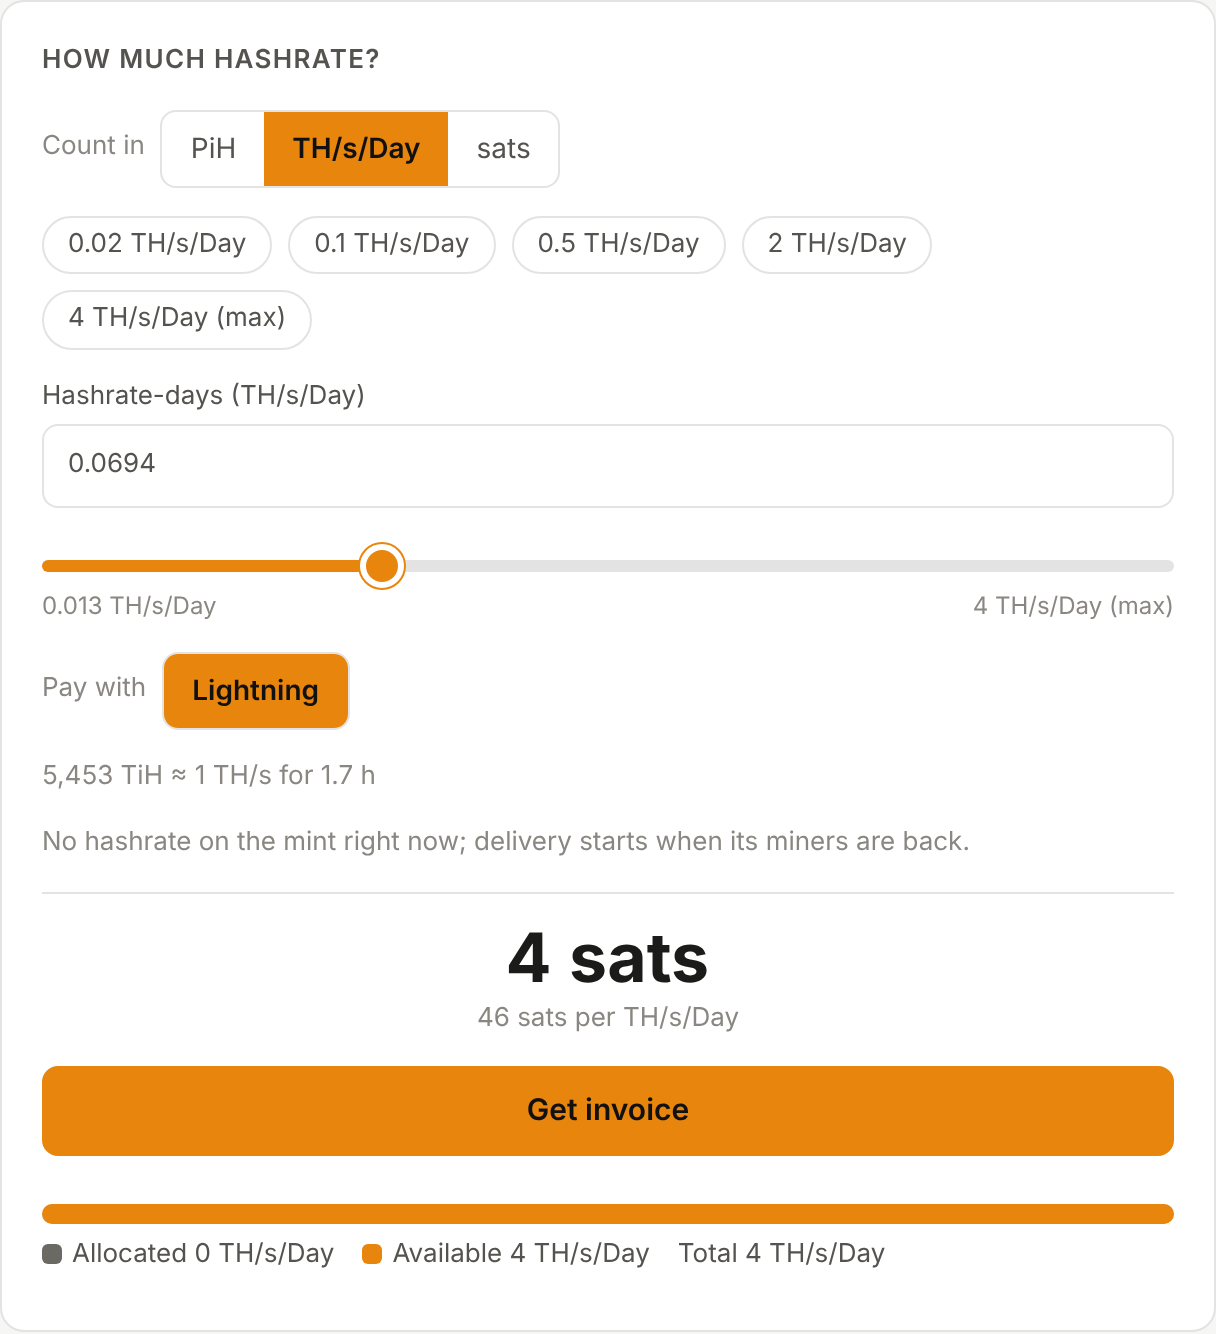 HOW MUCH HASHRATE?
Count in PiH TH/s/Day sats
0.02 TH/s/Day 0.1 TH/s/Day 0.5 TH/s/Day 2 TH/s/Day
4 TH/s/Day (max)
Hashrate-days (TH/s/Day)
0.0694
0.013 TH/s/Day 4 TH/s/Day (max)
Pay with Lightning
5,453 TiH ≈ 1 TH/s for 1.7 h
No hashrate on the mint right now; delivery starts when its miners are back.
4 sats
46 sats per TH/s/Day
Get invoice
Allocated 0 TH/s/Day Available 4 TH/s/Day Total 4 TH/s/Day